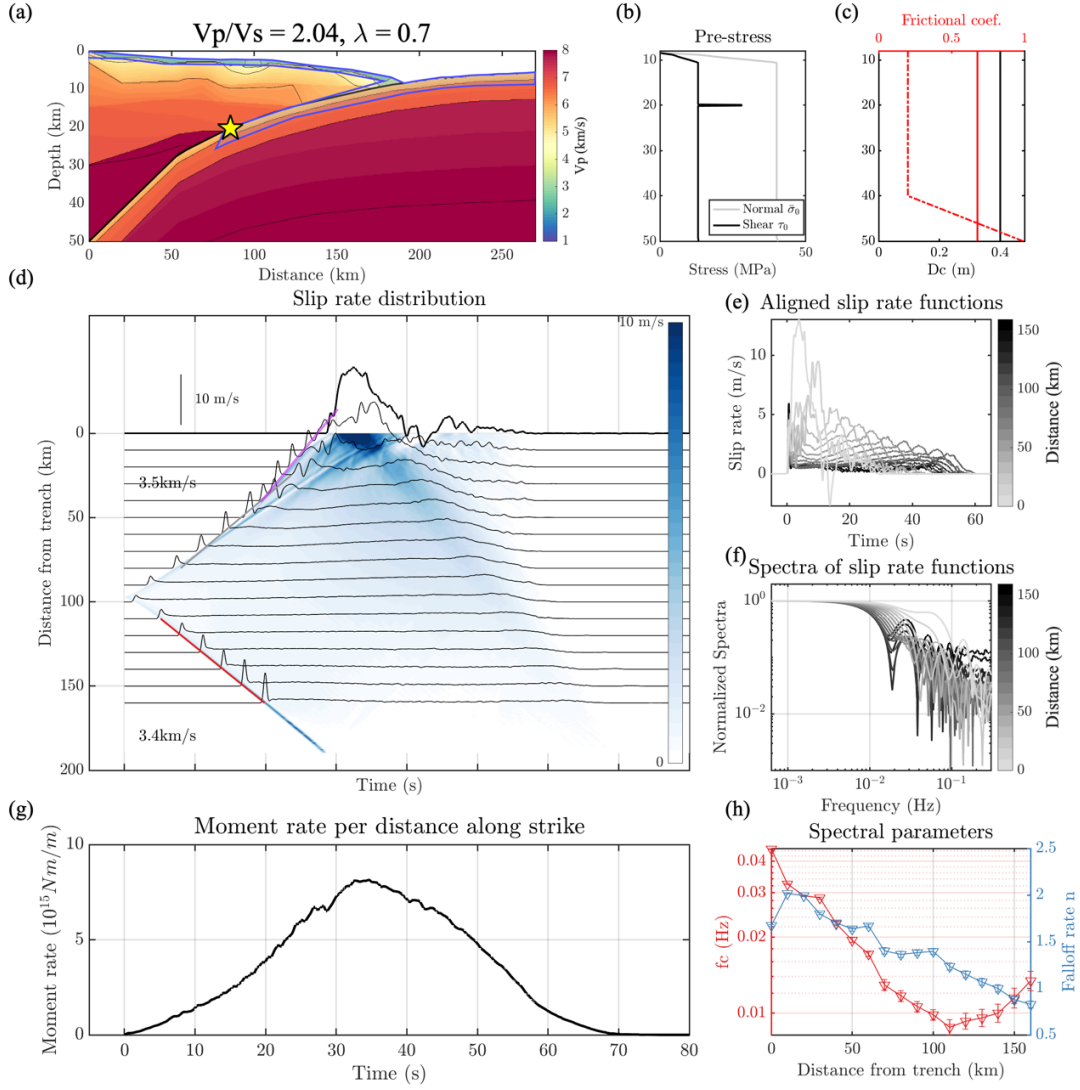 (a)
Vp/Vs = 2.04, λ = 0.7
0
10
20
30
40
50
Depth (km)
0
50
100
150
200
250
Distance (km)
8
7
6
5
4
3
2
1
Vp (km/s)
(b)
Pre-stress
10
20
30
40
50
0
50
Stress (MPa)
Normal σ̄₀
Shear τ₀
(c)
Frictional coef.
0
0.5
1
10
20
30
40
50
0
0.2
0.4
Dc (m)
(d)
Slip rate distribution
10 m/s
10 m/s
0
3.5km/s
50
100
150
3.4km/s
200
0
Distance from trench (km)
Time (s)
(e)
Aligned slip rate functions
10
5
0
Slip rate (m/s)
0
20
40
60
Time (s)
150
100
50
0
Distance (km)
(f)
Spectra of slip rate functions
10⁰
10⁻²
Normalized Spectra
10⁻³
10⁻²
10⁻¹
Frequency (Hz)
150
100
50
0
Distance (km)
(g)
Moment rate per distance along strike
10
5
0
Moment rate (10¹⁵Nm/m)
0
10
20
30
40
50
60
70
80
Time (s)
(h)
Spectral parameters
0.04
0.03
0.02
0.01
fc (Hz)
2.5
2
1.5
1
0.5
Falloff rate n
0
50
100
150
Distance from trench (km)